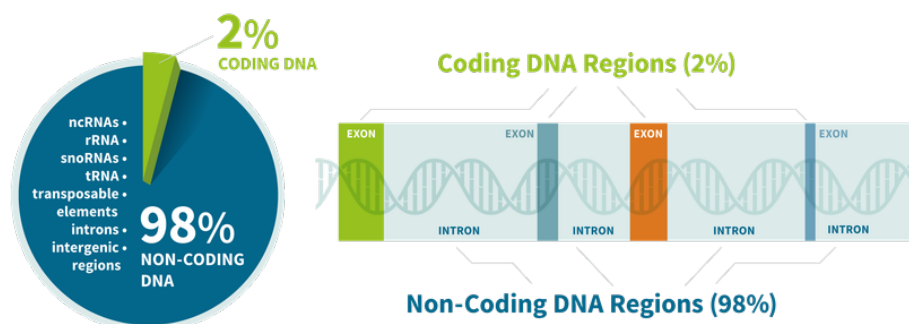 2%
CODING DNA
ncRNAs •
rRNA •
snoRNAs •
tRNA •
transposable •
elements
introns •
intergenic •
regions
98%
NON-CODING
DNA
Coding DNA Regions (2%)
EXON
EXON
EXON
EXON
INTRON
INTRON
INTRON
INTRON
Non-Coding DNA Regions (98%)